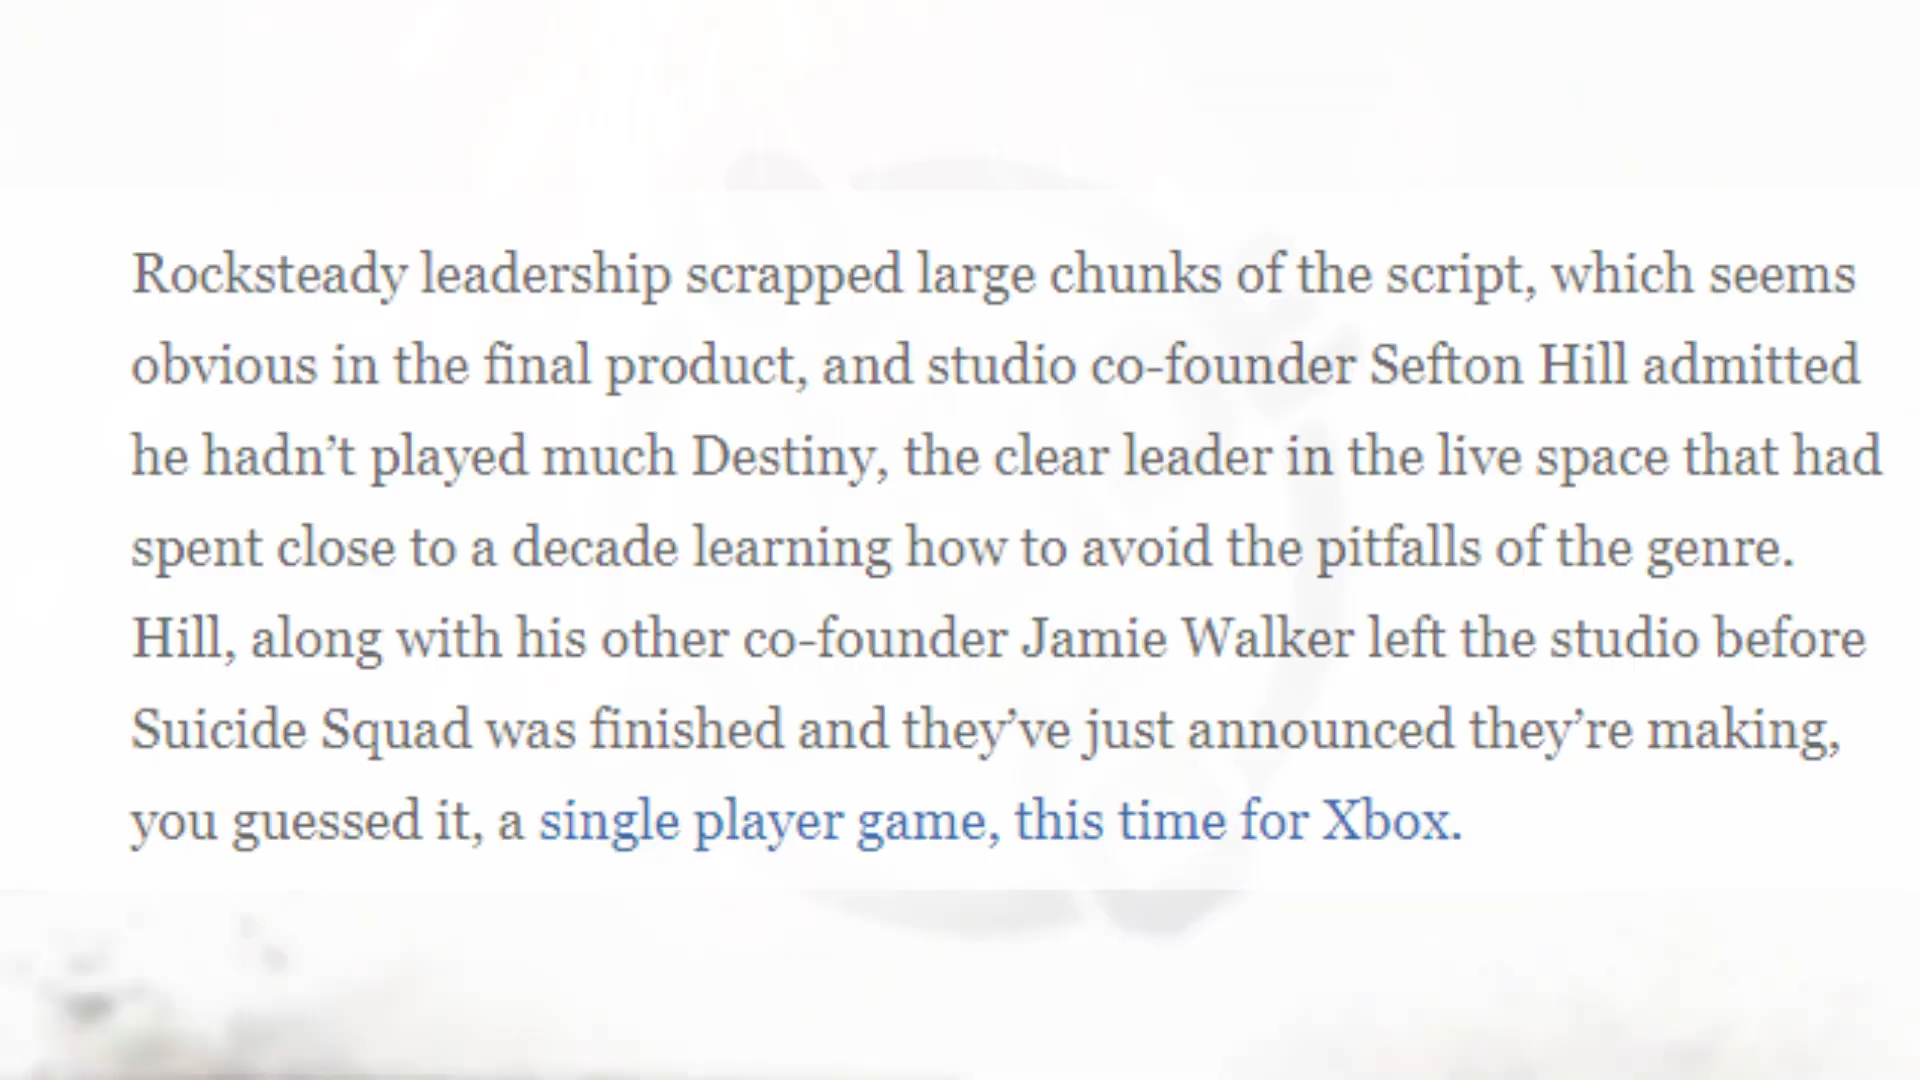 Rocksteady leadership scrapped large chunks of the script, which seems
obvious in the final product, and studio co-founder Sefton Hill admitted
he hadn’t played much Destiny, the clear leader in the live space that had
spent close to a decade learning how to avoid the pitfalls of the genre.
Hill, along with his other co-founder Jamie Walker left the studio before
Suicide Squad was finished and they’ve just announced they’re making,
you guessed it, a single player game, this time for Xbox.